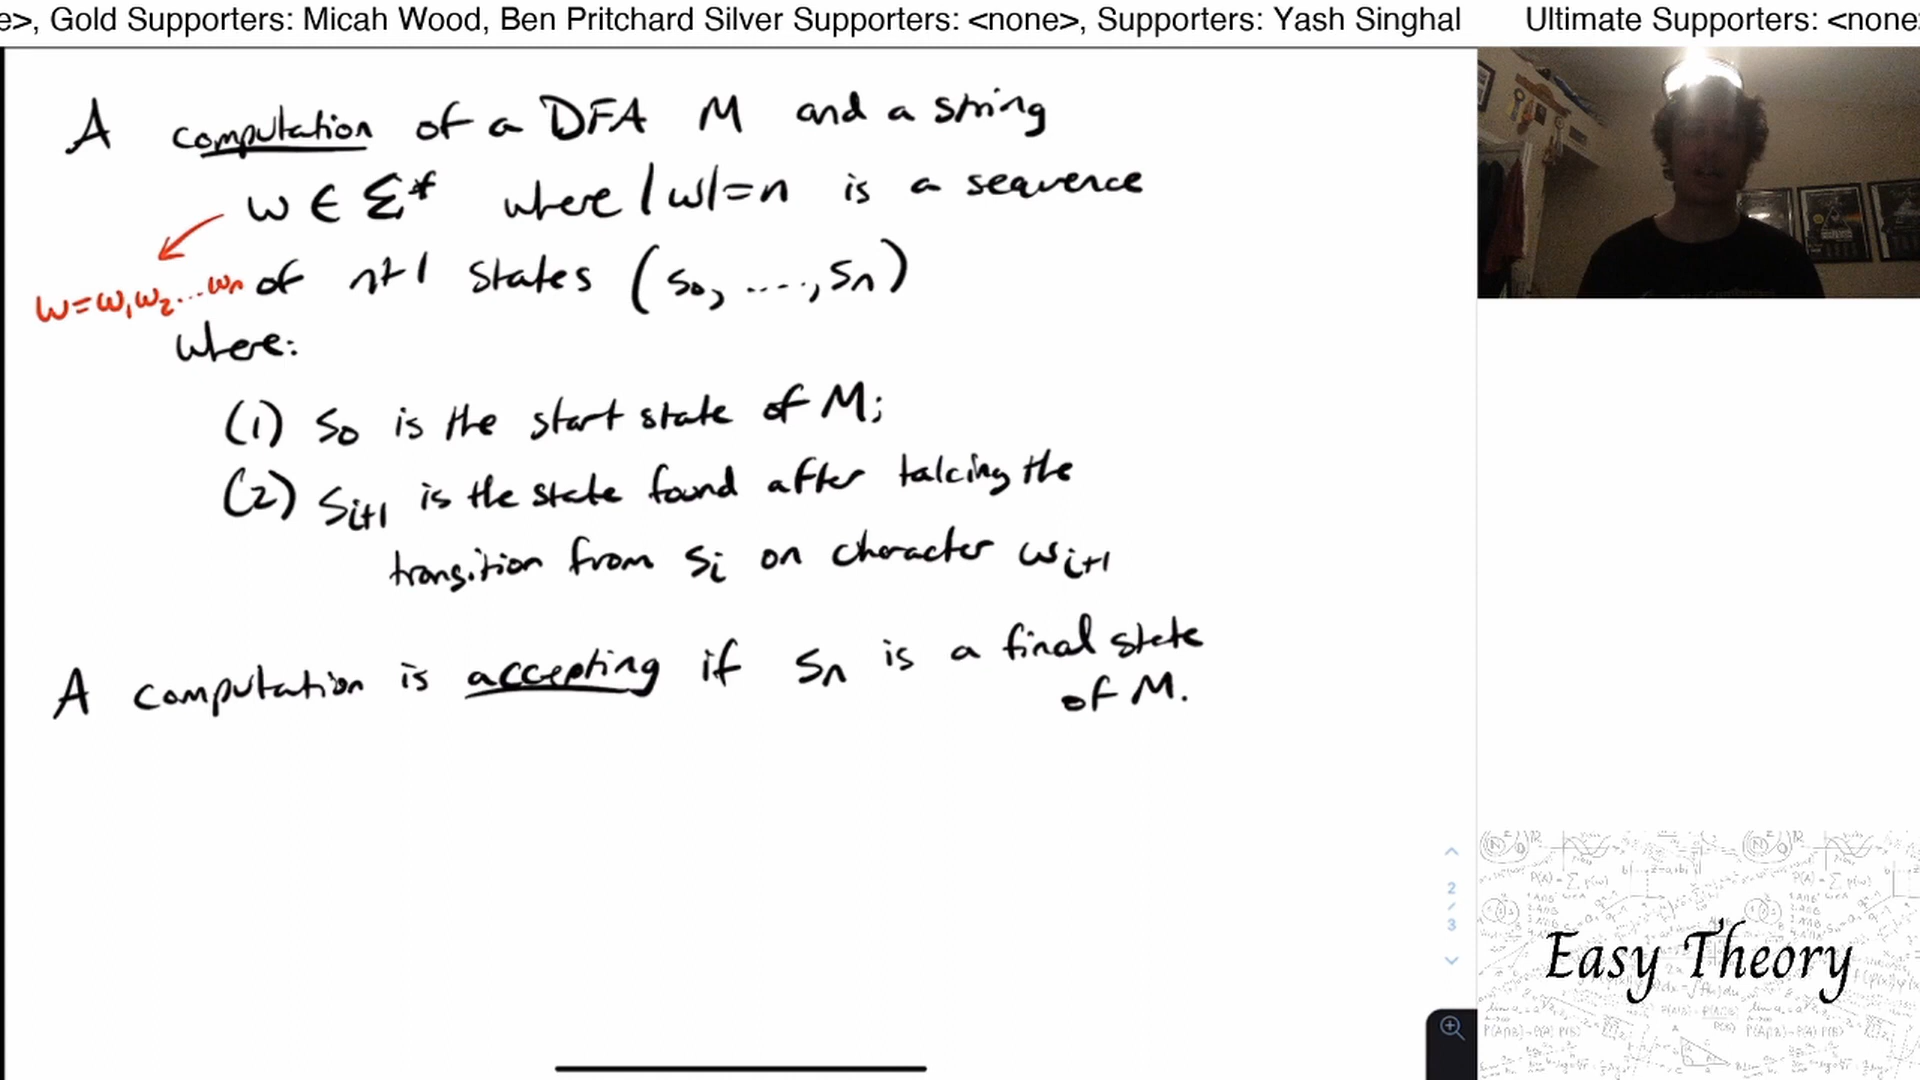 e>, Gold Supporters: Micah Wood, Ben Pritchard Silver Supporters: <none>, Supporters: Yash Singhal Ultimate Supporters: <none
A computation of a DFA M and a string
w ∈ Σ* where |w|=n is a sequence
w=w₁w₂...wₙ
of n+1 states (s₀, ...., sₙ)
where:
(1) s₀ is the start state of M;
(2) sᵢ₊₁ is the state found after taking the
transition from sᵢ on character wᵢ₊₁
A computation is accepting if sₙ is a final state
of M.
2
/
3
Easy Theory